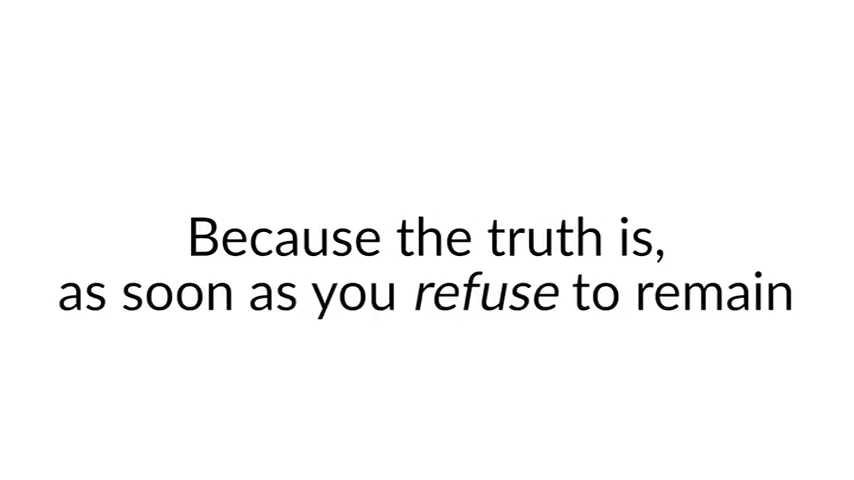 Because the truth is,
as soon as you refuse to remain